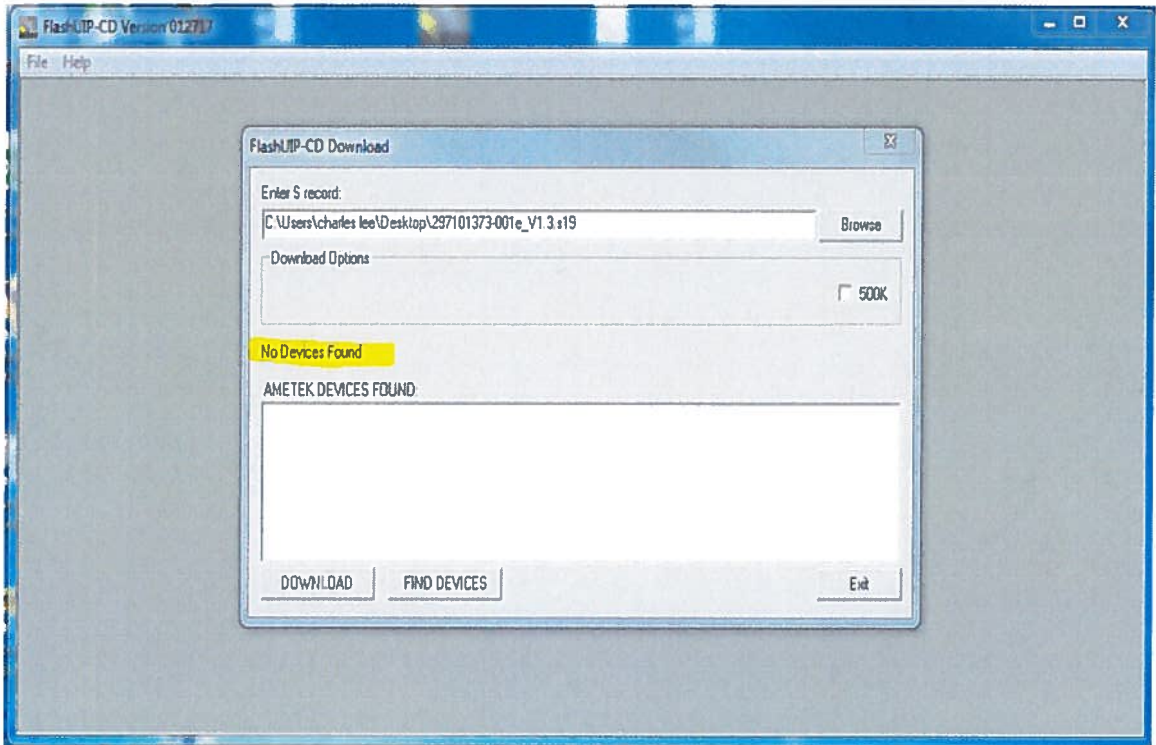 FlashUIP-CD Version 012717
File Help
FlashUIP-CD Download
Enter S record:
C:\Users\charles lee\Desktop\297101373-001e_V1.3.s19
Browse
Download Options
500K
No Devices Found
AMETEK DEVICES FOUND:
DOWNLOAD
FIND DEVICES
Exit